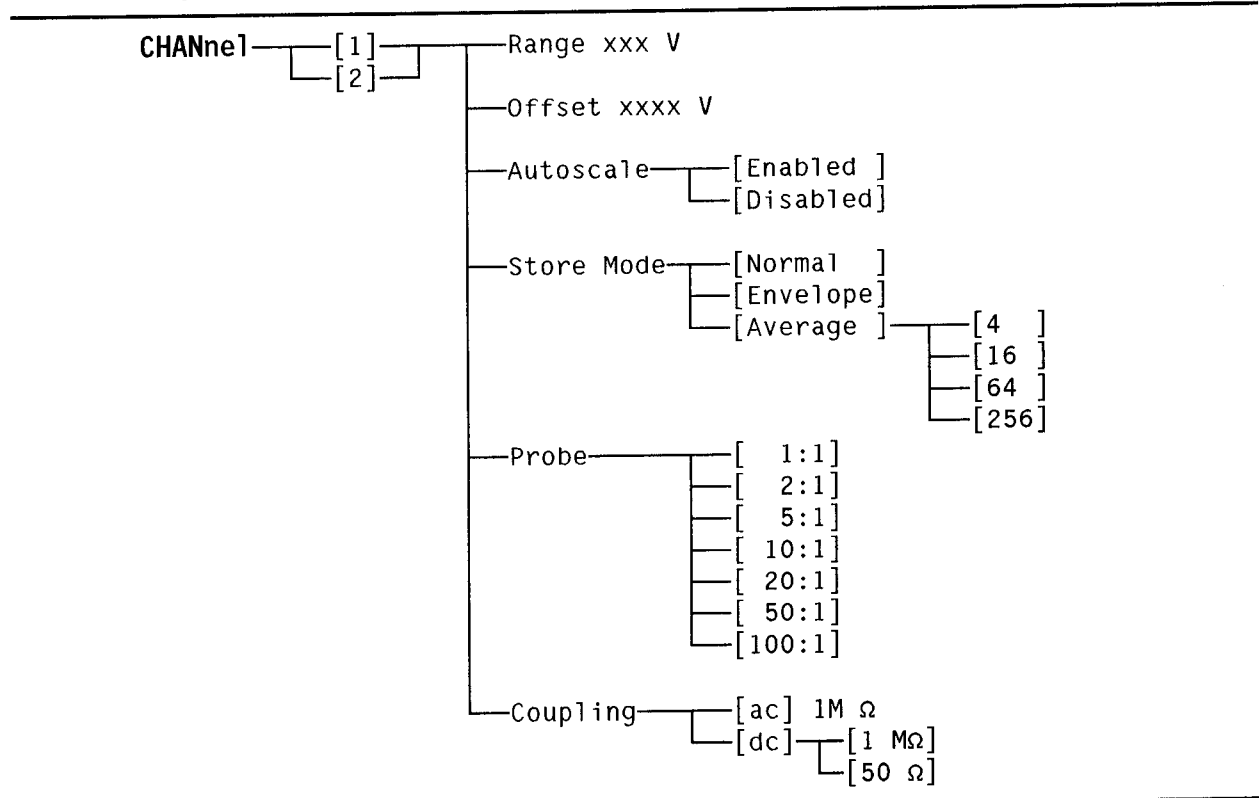 CHANnel [1] Range xxx V
[2]
Offset xxxx V
Autoscale [Enabled ]
[Disabled]
Store Mode [Normal ]
[Envelope]
[Average ] [4 ]
[16 ]
[64 ]
[256]
Probe [ 1:1]
[ 2:1]
[ 5:1]
[ 10:1]
[ 20:1]
[ 50:1]
[100:1]
Coupling [ac] 1M Ω
[dc] [1 MΩ]
[50 Ω]